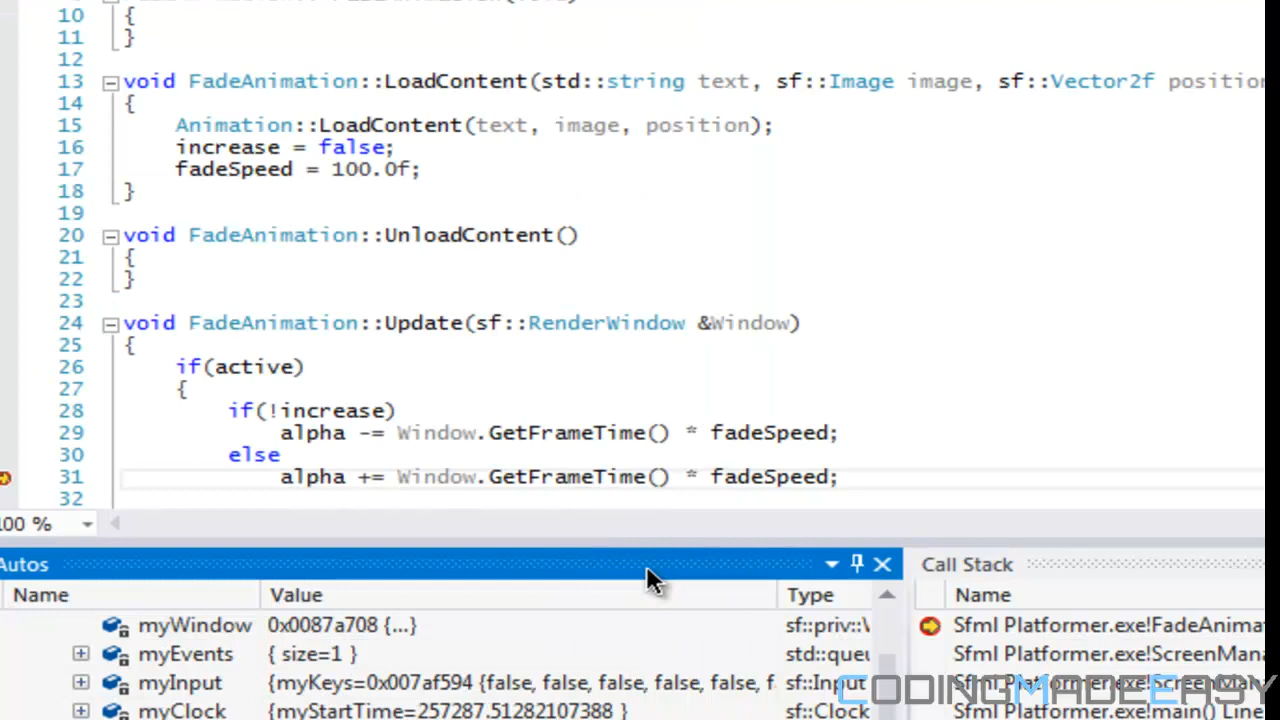 10 {
11 }
12
13 void FadeAnimation::LoadContent(std::string text, sf::Image image, sf::Vector2f position
14 {
15 Animation::LoadContent(text, image, position);
16 increase = false;
17 fadeSpeed = 100.0f;
18 }
19
20 void FadeAnimation::UnloadContent()
21 {
22 }
23
24 void FadeAnimation::Update(sf::RenderWindow &Window)
25 {
26 if(active)
27 {
28 if(!increase)
29 alpha -= Window.GetFrameTime() * fadeSpeed;
30 else
31 alpha += Window.GetFrameTime() * fadeSpeed;
32
100 %
Autos
Name Value Type
myWindow 0x0087a708 {...} sf::priv::V
myEvents { size=1 } std::queu
myInput {myKeys=0x007af594 {false, false, false, false, false, f sf::Input
myClock {myStartTime=257287.51282107388 } sf::Clock
Call Stack
Name
Sfml Platformer.exe!FadeAnima
Sfml Platformer.exe!ScreenMana
Sfml Platformer.exe!ScreenMana
Sfml Platformer.exe!main() Line
CODINGMADEEASY